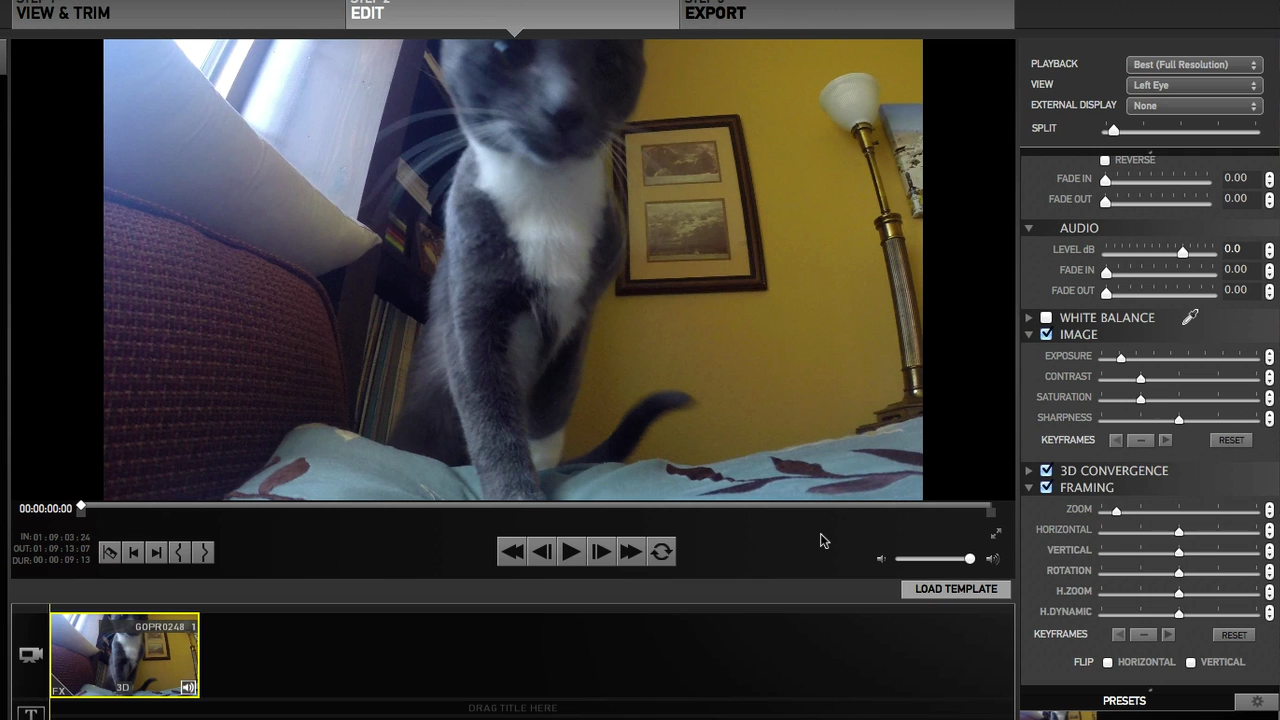 STEP 2
VIEW & TRIM
EDIT
EXPORT
PLAYBACK
Best (Full Resolution)
VIEW
Left Eye
EXTERNAL DISPLAY
None
SPLIT
REVERSE
FADE IN
0.00
FADE OUT
0.00
AUDIO
LEVEL dB
0.0
FADE IN
0.00
FADE OUT
0.00
WHITE BALANCE
IMAGE
EXPOSURE
CONTRAST
SATURATION
SHARPNESS
KEYFRAMES
RESET
3D CONVERGENCE
FRAMING
ZOOM
HORIZONTAL
VERTICAL
ROTATION
H.ZOOM
H.DYNAMIC
KEYFRAMES
RESET
FLIP
HORIZONTAL
VERTICAL
PRESETS
00:00:00:00
IN: 01:09:03:24
OUT: 01:09:13:07
DUR: 00:00:09:13
LOAD TEMPLATE
GOPR0248 1
FX
3D
T
DRAG TITLE HERE